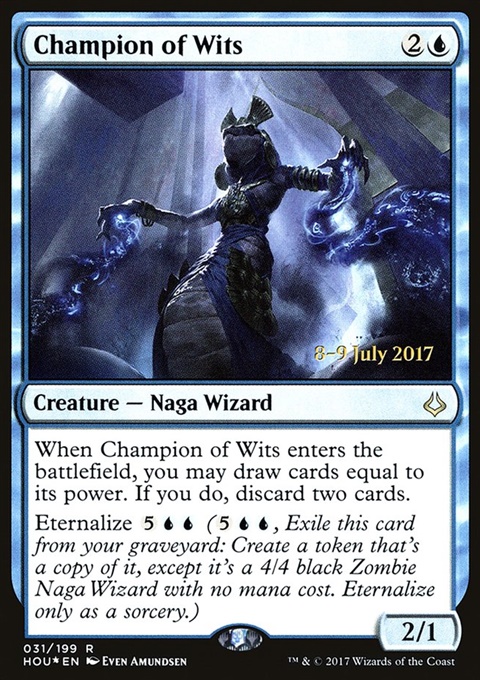 Champion of Wits 2
8–9 July 2017
Creature — Naga Wizard
When Champion of Wits enters the
battlefield, you may draw cards equal to
its power. If you do, discard two cards.
Eternalize 5 (5, Exile this card
from your graveyard: Create a token that's
a copy of it, except it's a 4/4 black Zombie
Naga Wizard with no mana cost. Eternalize
only as a sorcery.)
2/1
031/199 R
HOU★EN Even Amundsen
™ & © 2017 Wizards of the Coast